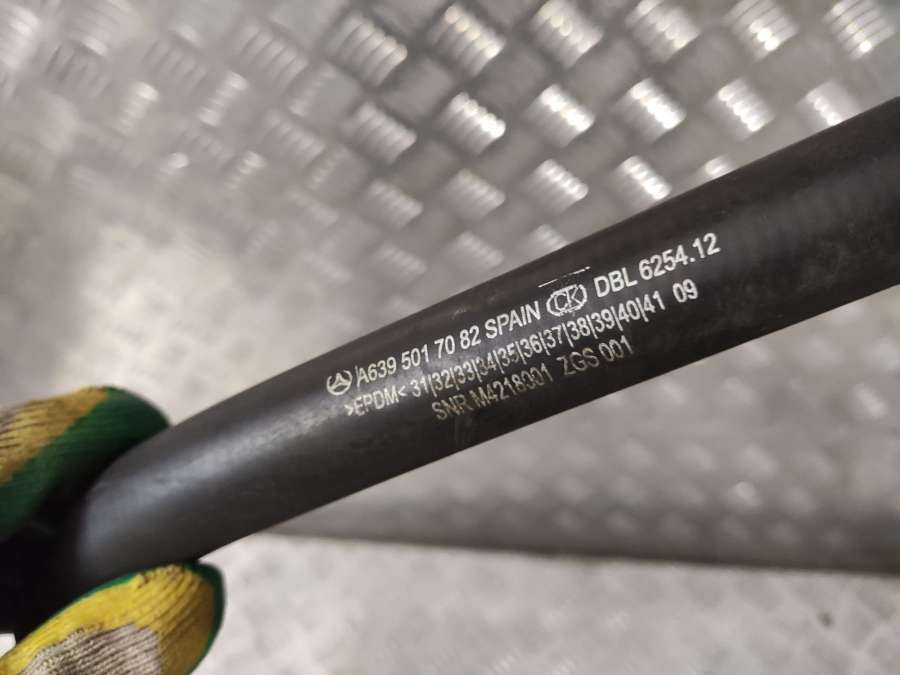 A639 501 70 82 SPAIN CK DBL 6254.12
>EPDM< 31|32|33|34|35|36|37|38|39|40|41 09
SNR M4218301 ZGS 001